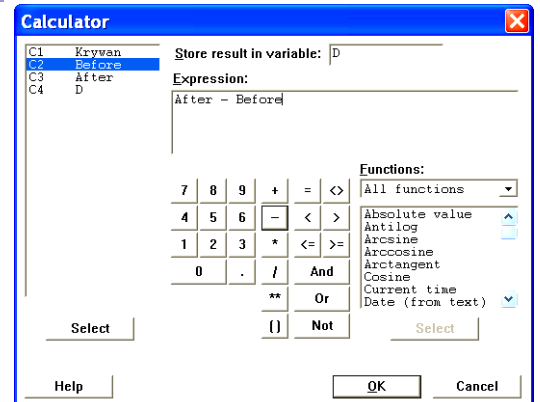 Calculator
C1 Krywan
C2 Before
C3 After
C4 D
Store result in variable: D
Expression:
After - Before
Functions:
All functions
7 8 9 + = <>
4 5 6 - < >
1 2 3 * <= >=
0 . / And
** Or
() Not
Absolute value
Antilog
Arcsine
Arccosine
Arctangent
Cosine
Current time
Date (from text)
Select
Select
Help
OK
Cancel